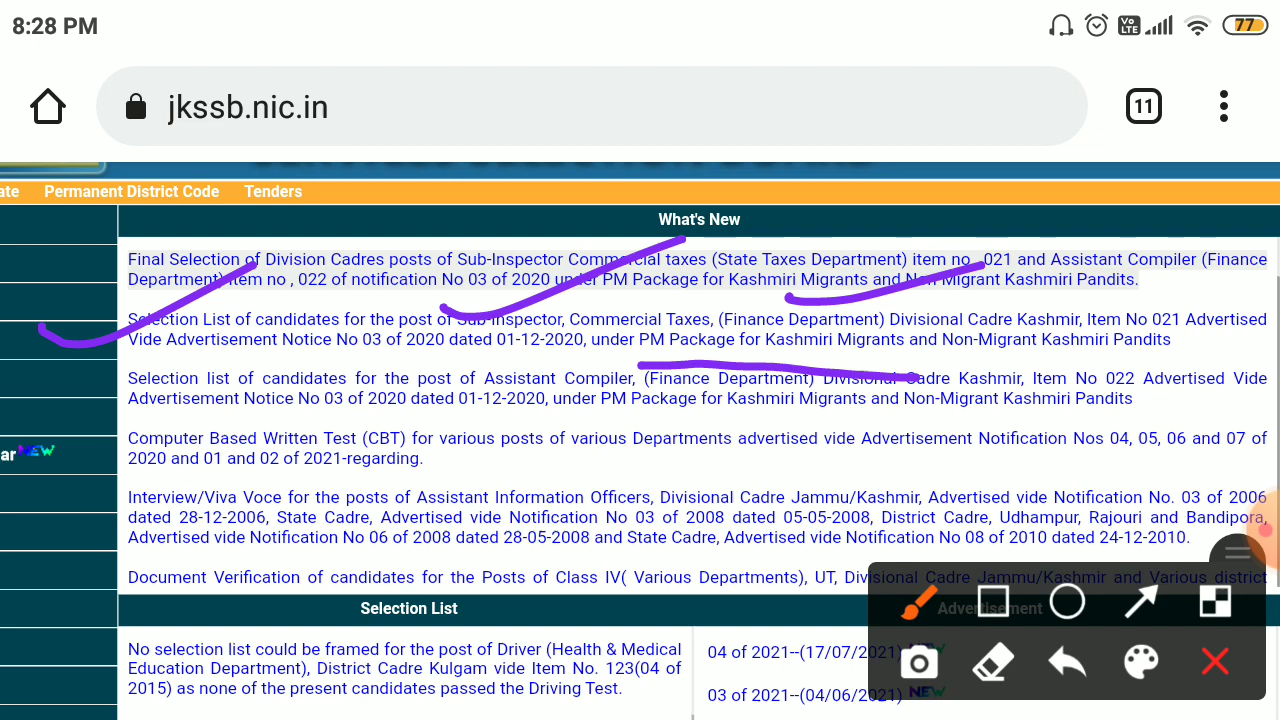 8:28 PM
Vo LTE
77
jkssb.nic.in
11
ate Permanent District Code Tenders
What's New
Final Selection of Division Cadres posts of Sub-Inspector Commercial taxes (State Taxes Department) item no , 021 and Assistant Compiler (Finance
Department) item no , 022 of notification No 03 of 2020 under PM Package for Kashmiri Migrants and Non-Migrant Kashmiri Pandits.
Selection List of candidates for the post of Sub-Inspector, Commercial Taxes, (Finance Department) Divisional Cadre Kashmir, Item No 021 Advertised
Vide Advertisement Notice No 03 of 2020 dated 01-12-2020, under PM Package for Kashmiri Migrants and Non-Migrant Kashmiri Pandits
Selection list of candidates for the post of Assistant Compiler, (Finance Department) Divisional Cadre Kashmir, Item No 022 Advertised Vide
Advertisement Notice No 03 of 2020 dated 01-12-2020, under PM Package for Kashmiri Migrants and Non-Migrant Kashmiri Pandits
Computer Based Written Test (CBT) for various posts of various Departments advertised vide Advertisement Notification Nos 04, 05, 06 and 07 of
ar NEW
2020 and 01 and 02 of 2021-regarding.
Interview/Viva Voce for the posts of Assistant Information Officers, Divisional Cadre Jammu/Kashmir, Advertised vide Notification No. 03 of 2006
dated 28-12-2006, State Cadre, Advertised vide Notification No 03 of 2008 dated 05-05-2008, District Cadre, Udhampur, Rajouri and Bandipora,
Advertised vide Notification No 06 of 2008 dated 28-05-2008 and State Cadre, Advertised vide Notification No 08 of 2010 dated 24-12-2010.
Document Verification of candidates for the Posts of Class IV( Various Departments), UT, Divisional Cadre Jammu/Kashmir and Various district
Selection List
Advertisement
No selection list could be framed for the post of Driver (Health & Medical
Education Department), District Cadre Kulgam vide Item No. 123(04 of
2015) as none of the present candidates passed the Driving Test.
04 of 2021--(17/07/2021)
03 of 2021--(04/06/2021) NEW